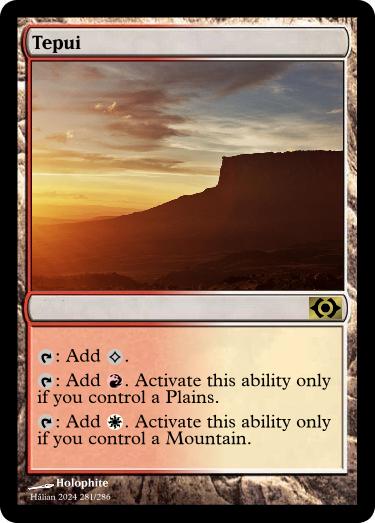 Tepui
: Add .
: Add . Activate this ability only
if you control a Plains.
: Add . Activate this ability only
if you control a Mountain.
Holophite
Hálian 2024 281/286